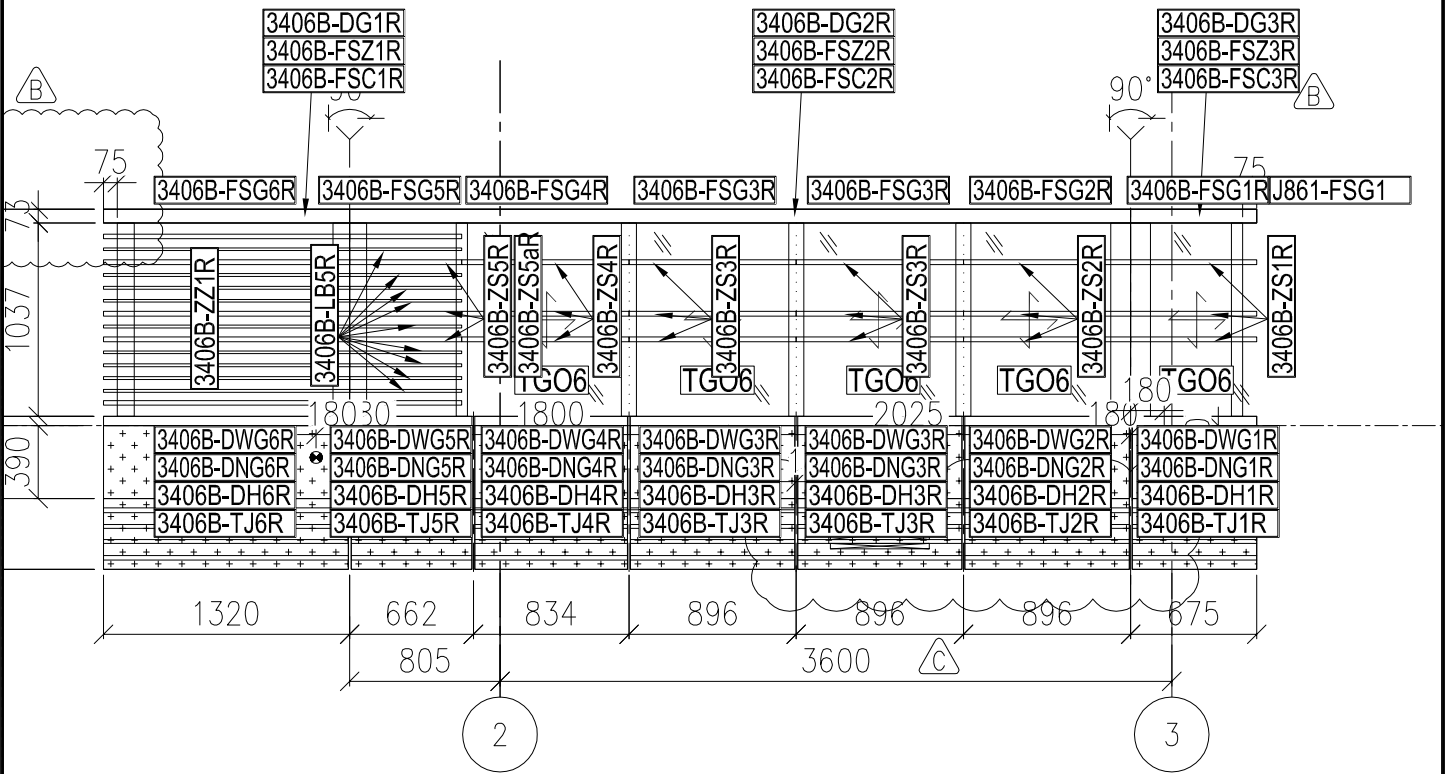 3406B-DG1R
3406B-FSZ1R
3406B-FSC1R
3406B-DG2R
3406B-FSZ2R
3406B-FSC2R
3406B-DG3R
3406B-FSZ3R
3406B-FSC3R
B
90°
B
75
75
3406B-FSG6R
3406B-FSG5R
3406B-FSG4R
3406B-FSG3R
3406B-FSG3R
3406B-FSG2R
3406B-FSG1R
J861-FSG1
1037
3406B-ZZ1R
3406B-LB5R
3406B-ZS5R
3406B-ZS5aR
3406B-ZS4R
3406B-ZS3R
3406B-ZS3R
3406B-ZS2R
3406B-ZS1R
TGO6
TGO6
TGO6
TGO6
TGO6
1800
2025
180
180
390
3406B-DWG6R
3406B-DWG5R
3406B-DWG4R
3406B-DWG3R
3406B-DWG3R
3406B-DWG2R
3406B-DWG1R
3406B-DNG6R
3406B-DNG5R
3406B-DNG4R
3406B-DNG3R
3406B-DNG3R
3406B-DNG2R
3406B-DNG1R
3406B-DH6R
3406B-DH5R
3406B-DH4R
3406B-DH3R
3406B-DH3R
3406B-DH2R
3406B-DH1R
3406B-TJ6R
3406B-TJ5R
3406B-TJ4R
3406B-TJ3R
3406B-TJ3R
3406B-TJ2R
3406B-TJ1R
1320
662
834
896
896
896
675
805
3600
C
2
3